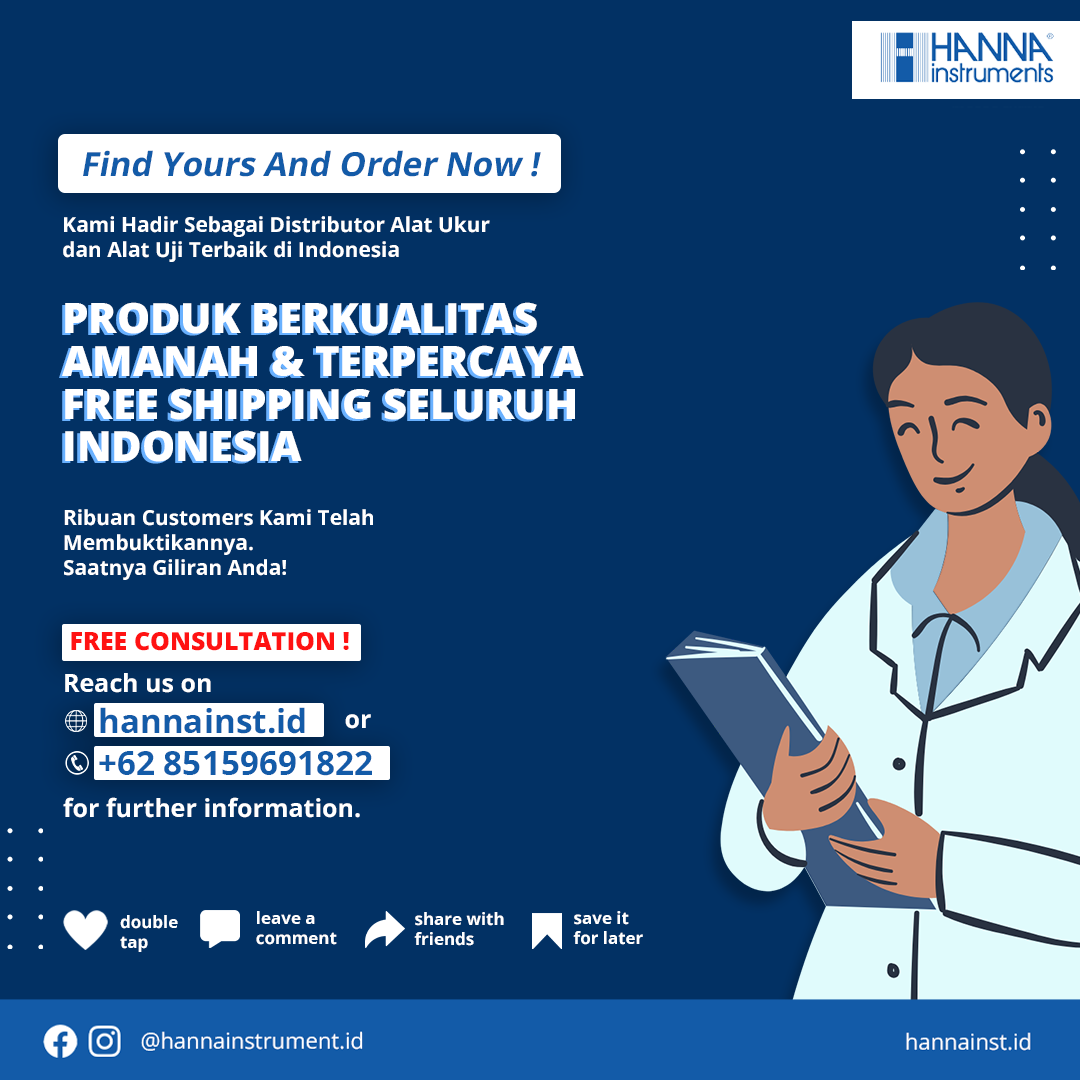 HANNA®
instruments
Find Yours And Order Now !
Kami Hadir Sebagai Distributor Alat Ukur
dan Alat Uji Terbaik di Indonesia
PRODUK BERKUALITAS
AMANAH & TERPERCAYA
FREE SHIPPING SELURUH
INDONESIA
Ribuan Customers Kami Telah
Membuktikannya.
Saatnya Giliran Anda!
FREE CONSULTATION !
Reach us on
hannainst.id or
+62 85159691822
for further information.
double
tap
leave a
comment
share with
friends
save it
for later
@hannainstrument.id
hannainst.id